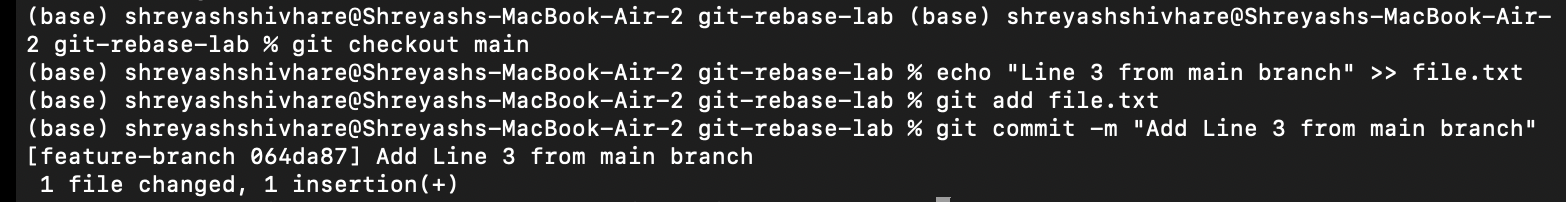 (base) shreyashshivhare@Shreyashs-MacBook-Air-2 git-rebase-lab (base) shreyashshivhare@Shreyashs-MacBook-Air-
2 git-rebase-lab % git checkout main
(base) shreyashshivhare@Shreyashs-MacBook-Air-2 git-rebase-lab % echo "Line 3 from main branch" >> file.txt
(base) shreyashshivhare@Shreyashs-MacBook-Air-2 git-rebase-lab % git add file.txt
(base) shreyashshivhare@Shreyashs-MacBook-Air-2 git-rebase-lab % git commit -m "Add Line 3 from main branch"
[feature-branch 064da87] Add Line 3 from main branch
 1 file changed, 1 insertion(+)